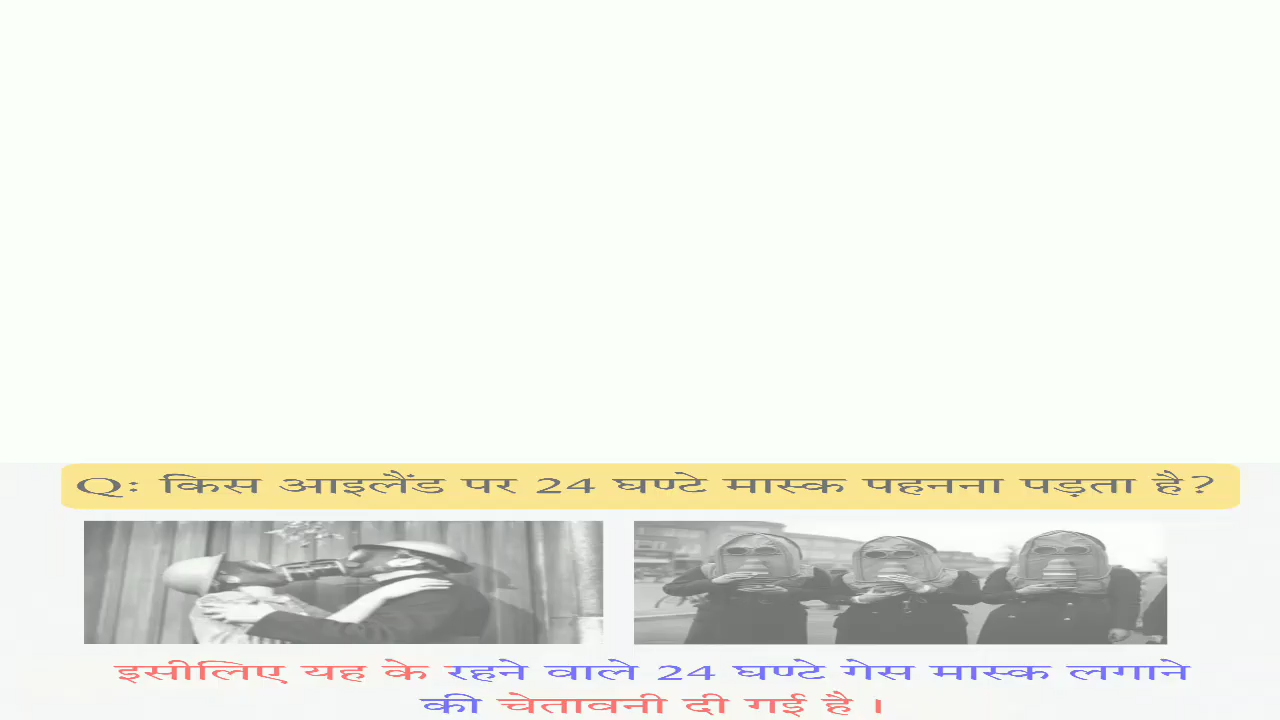 Q: किस आइलैंड पर 24 घण्टे मास्क पहनना पड़ता है?
इसीलिए यह के रहने वाले 24 घण्टे गेस मास्क लगाने
की चेतावनी दी गई है।